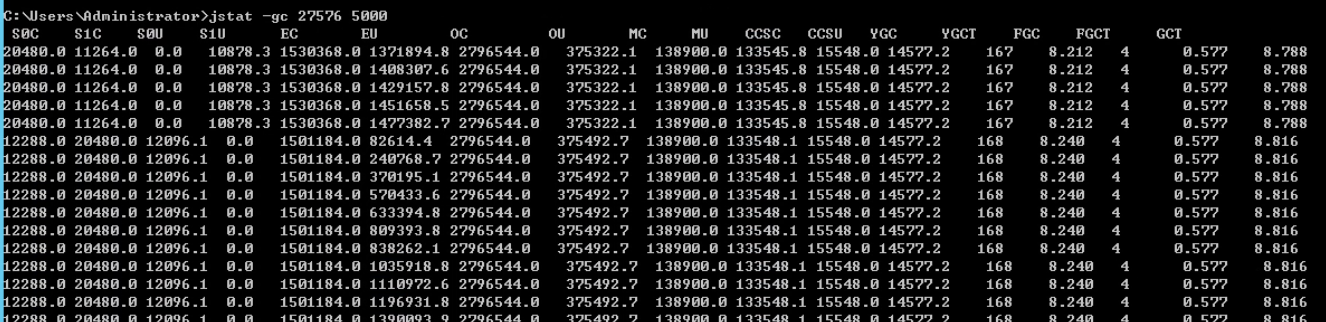 C:\Users\Administrator>jstat -gc 27576 5000
S0C S1C S0U S1U EC EU OC OU MC MU CCSC CCSU YGC YGCT FGC FGCT GCT
20480.0 11264.0 0.0 10878.3 1530368.0 1371894.8 2796544.0 375322.1 138900.0 133545.8 15548.0 14577.2 167 8.212 4 0.577 8.788
20480.0 11264.0 0.0 10878.3 1530368.0 1408307.6 2796544.0 375322.1 138900.0 133545.8 15548.0 14577.2 167 8.212 4 0.577 8.788
20480.0 11264.0 0.0 10878.3 1530368.0 1429157.8 2796544.0 375322.1 138900.0 133545.8 15548.0 14577.2 167 8.212 4 0.577 8.788
20480.0 11264.0 0.0 10878.3 1530368.0 1451658.5 2796544.0 375322.1 138900.0 133545.8 15548.0 14577.2 167 8.212 4 0.577 8.788
20480.0 11264.0 0.0 10878.3 1530368.0 1477382.7 2796544.0 375322.1 138900.0 133545.8 15548.0 14577.2 167 8.212 4 0.577 8.788
12288.0 20480.0 12096.1 0.0 1501184.0 82614.4 2796544.0 375492.7 138900.0 133548.1 15548.0 14577.2 168 8.240 4 0.577 8.816
12288.0 20480.0 12096.1 0.0 1501184.0 240768.7 2796544.0 375492.7 138900.0 133548.1 15548.0 14577.2 168 8.240 4 0.577 8.816
12288.0 20480.0 12096.1 0.0 1501184.0 370195.1 2796544.0 375492.7 138900.0 133548.1 15548.0 14577.2 168 8.240 4 0.577 8.816
12288.0 20480.0 12096.1 0.0 1501184.0 570433.6 2796544.0 375492.7 138900.0 133548.1 15548.0 14577.2 168 8.240 4 0.577 8.816
12288.0 20480.0 12096.1 0.0 1501184.0 633394.8 2796544.0 375492.7 138900.0 133548.1 15548.0 14577.2 168 8.240 4 0.577 8.816
12288.0 20480.0 12096.1 0.0 1501184.0 809393.8 2796544.0 375492.7 138900.0 133548.1 15548.0 14577.2 168 8.240 4 0.577 8.816
12288.0 20480.0 12096.1 0.0 1501184.0 838262.1 2796544.0 375492.7 138900.0 133548.1 15548.0 14577.2 168 8.240 4 0.577 8.816
12288.0 20480.0 12096.1 0.0 1501184.0 1035918.8 2796544.0 375492.7 138900.0 133548.1 15548.0 14577.2 168 8.240 4 0.577 8.816
12288.0 20480.0 12096.1 0.0 1501184.0 1110972.6 2796544.0 375492.7 138900.0 133548.1 15548.0 14577.2 168 8.240 4 0.577 8.816
12288.0 20480.0 12096.1 0.0 1501184.0 1196931.8 2796544.0 375492.7 138900.0 133548.1 15548.0 14577.2 168 8.240 4 0.577 8.816
12288.0 20480.0 12096.1 0.0 1501184.0 1390093.9 2796544.0 375492.7 138900.0 133548.1 15548.0 14577.2 168 8.240 4 0.577 8.816